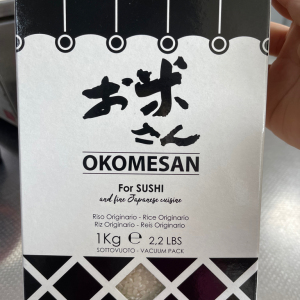 お米
さん
OKOMESAN
For SUSHI
and fine Japanese cuisine
Riso Originario - Rice Originario
Riz Originario - Reis Originario
1Kg ℮ 2,2 LBS
SOTTOVUOTO - VACUUM PACK